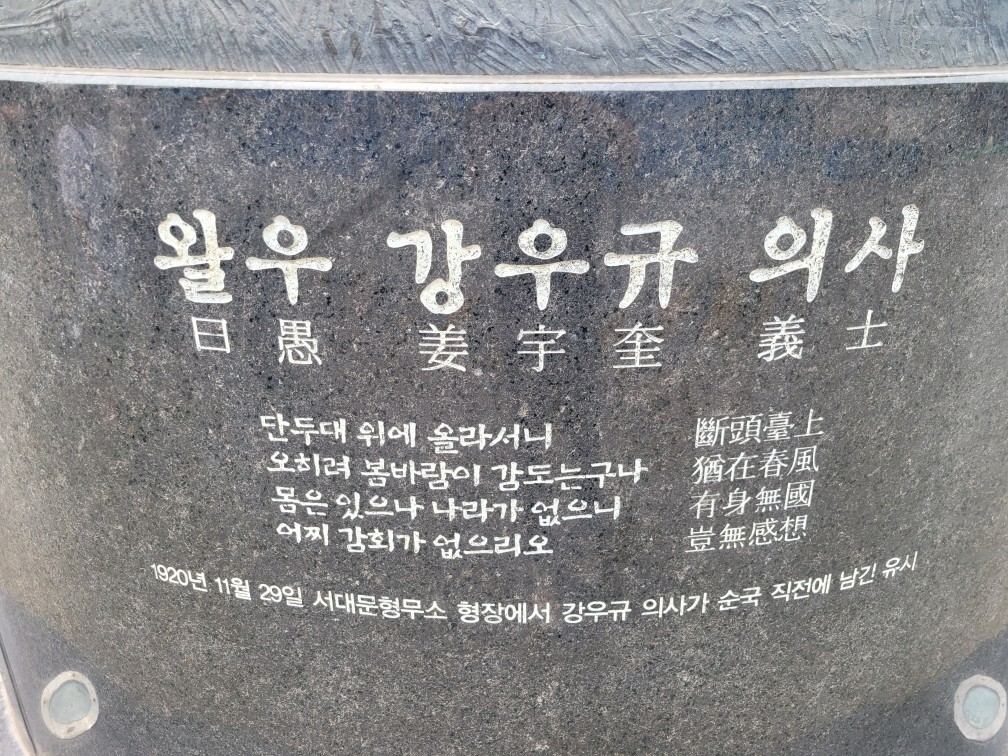 왈우 강우규 의사
曰愚 姜宇奎 義士
단두대 위에 올라서니 斷頭臺上
오히려 봄바람이 감도는구나 猶在春風
몸은 있으나 나라가 없으니 有身無國
어찌 감회가 없으리오 豈無感想
1920년 11월 29일 서대문형무소 형장에서 강우규 의사가 순국 직전에 남긴 유시